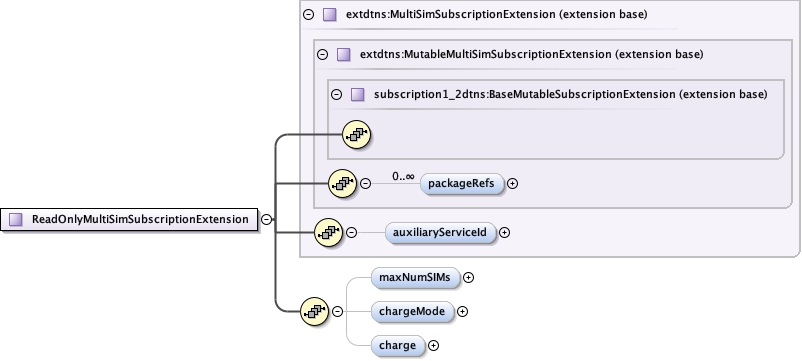 extdtns:MultiSimSubscriptionExtension (extension base)
extdtns:MutableMultiSimSubscriptionExtension (extension base)
subscription1_2dtns:BaseMutableSubscriptionExtension (extension base)
0..∞
packageRefs
ReadOnlyMultiSimSubscriptionExtension
auxiliaryServiceId
maxNumSIMs
chargeMode
charge